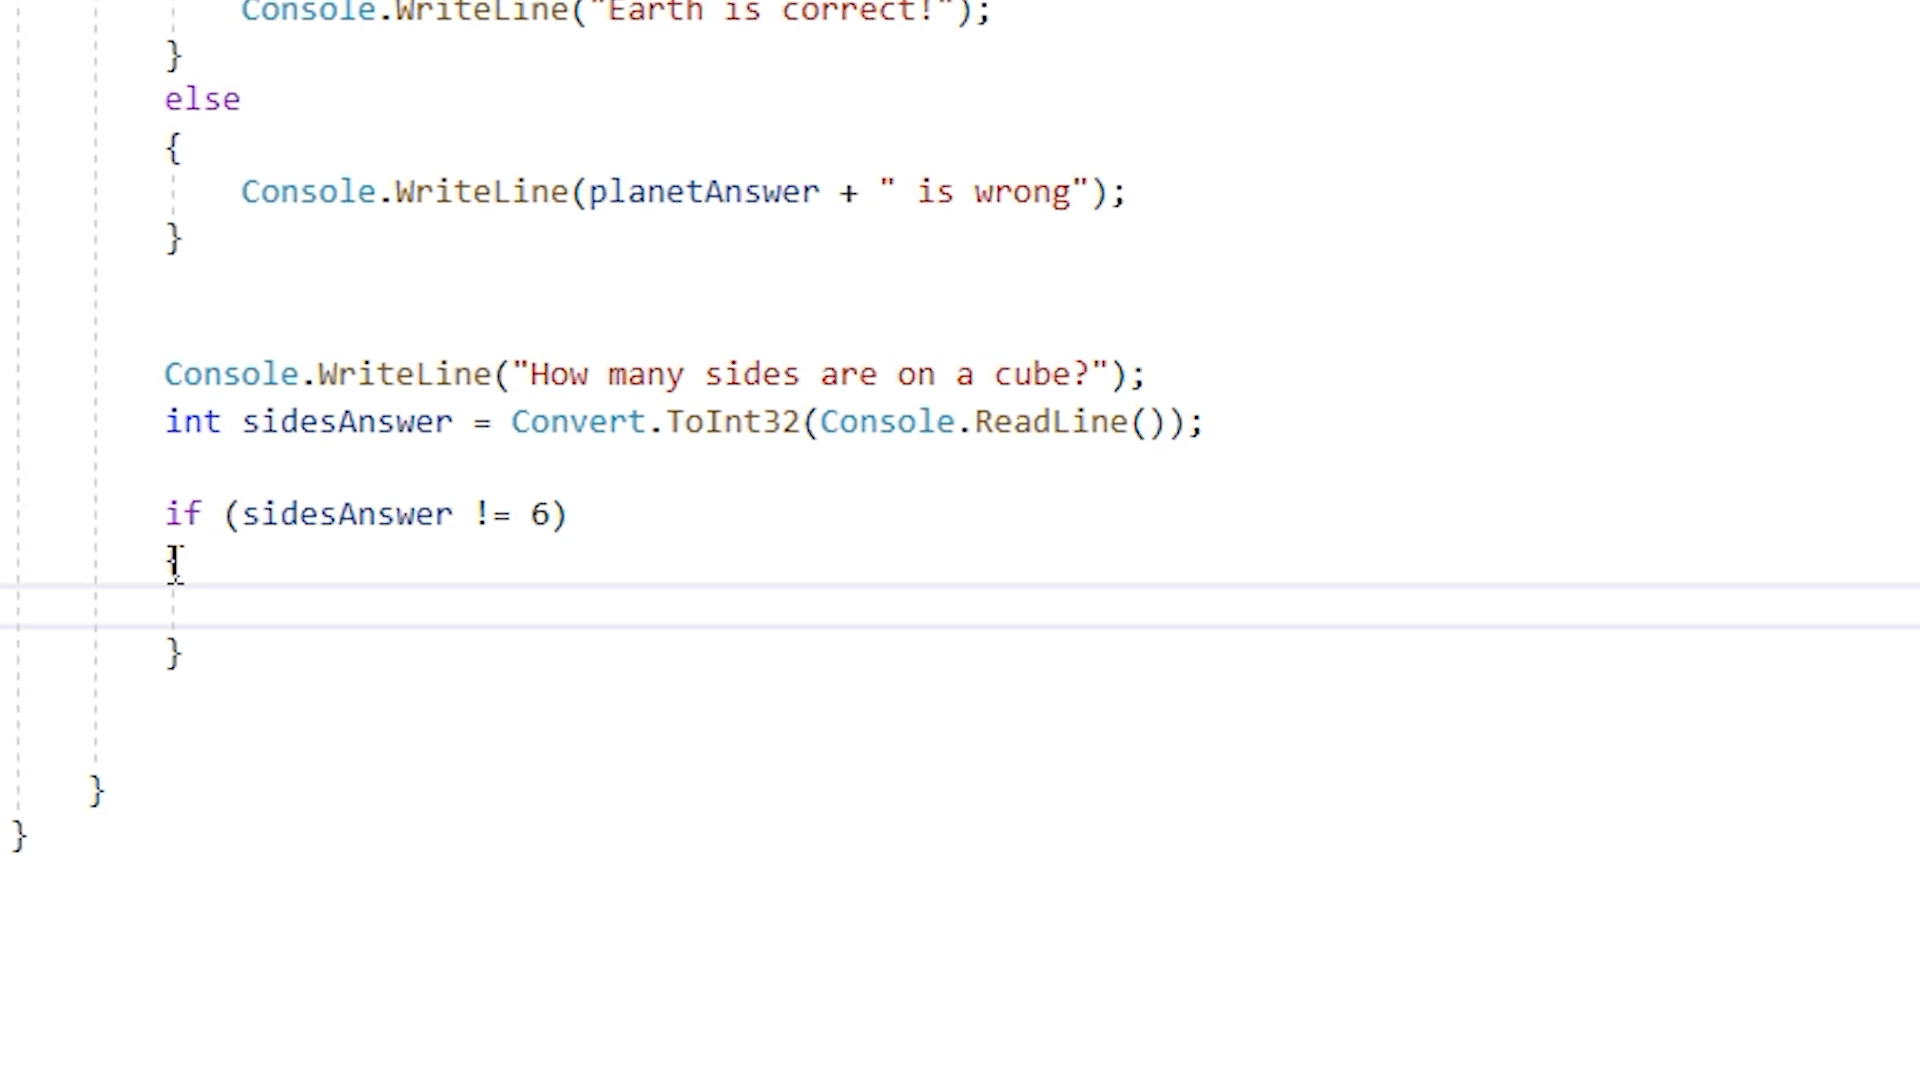 Console.WriteLine("Earth is correct!");
}
else
{
Console.WriteLine(planetAnswer + " is wrong");
}
Console.WriteLine("How many sides are on a cube?");
int sidesAnswer = Convert.ToInt32(Console.ReadLine());
if (sidesAnswer != 6)
{
}
}
}